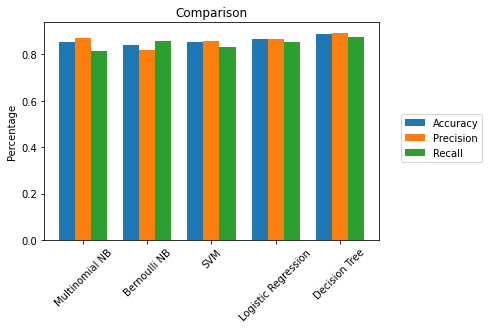 Comparison
Percentage
0.8
0.6
0.4
0.2
0.0
Multinomial NB
Bernoulli NB
SVM
Logistic Regression
Decision Tree
Accuracy
Precision
Recall